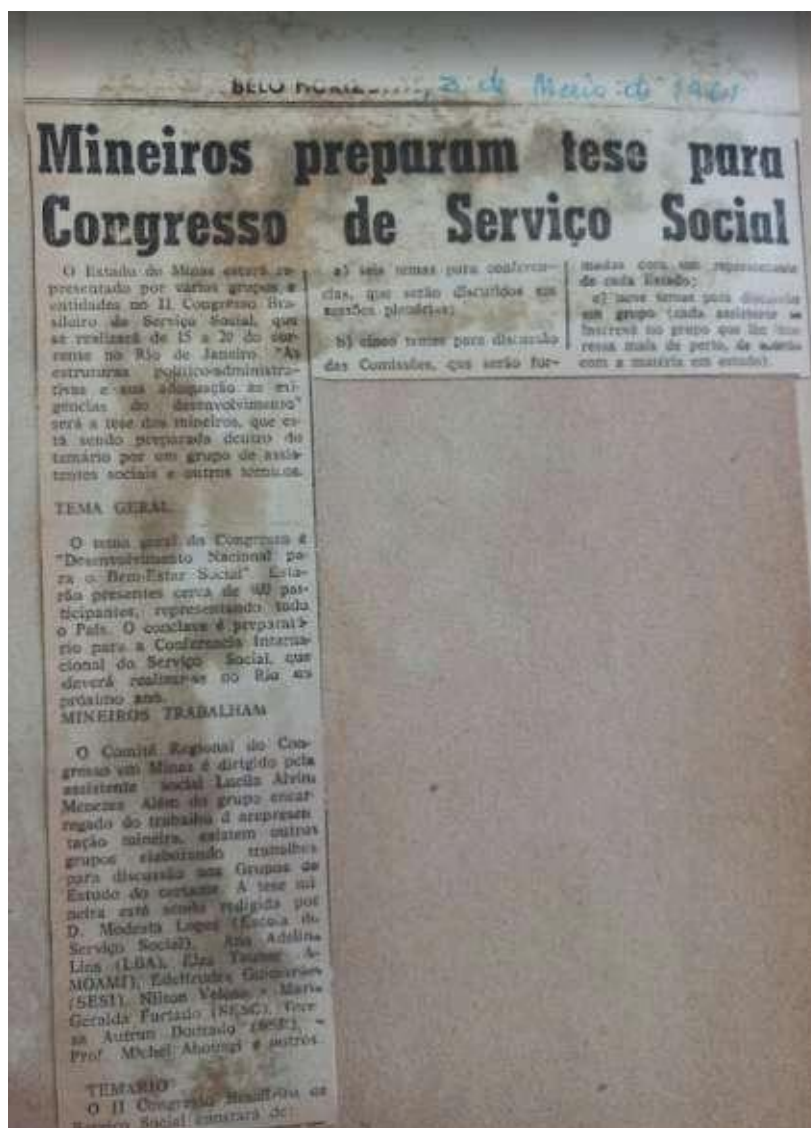 BELO HORIZ..., 3 de Maio de 1961
Mineiros preparam tese para
Congresso de Serviço Social
O Estado de Minas estará re-
presentado por vários grupos e
entidades no II Congresso Bra-
sileiro de Serviço Social, que
se realizará de 15 a 20 do cor-
rente no Rio de Janeiro. "As
estruturas político-administra-
tivas e sua adequação às exi-
gências do desenvolvimento"
será a tese dos mineiros, que es-
tá sendo preparada dentro do
temário por um grupo de assis-
tentes sociais e outros técnicos.
TEMA GERAL
O tema geral do Congresso é
"Desenvolvimento Nacional pa-
ra o Bem-Estar Social". Esta-
rão presentes cerca de par-
ticipantes, representando todo
o País. O conclave é preparató-
rio para a Conferencia Interna-
cional do Serviço Social, que
deverá realizar-se no Rio no
próximo ano.
MINEIROS TRABALHAM
O Comitê Regional do Con-
gresso em Minas é dirigido pela
assistente social Lucila Alvim
Menezes. Além do grupo encar-
regado do trabalho d arepresen
tação mineira, existem outros
grupos elaborando trabalhos
para discussão nos Grupos de
Estudo do certame. A tese mi
neira está sendo redigida por
D. Modesta Lopes (Escola de
Serviço Social), Ana Adelina
Lins (LBA), Elza
Edeltrudes Guimarães
(SESI), Nilson Maria
Geralda Furtado (SESC), Tere-
sa Autran Dourado
Prof. Michel e outros.
TEMÁRIO
O II Congresso Brasileiro de
Serviço Social constará de:
a) seis temas para conferen-
cias, que serão discutidos em
sessões plenárias;
b) cinco temas para discussão
das Comissões, que serão for-
madas com um representante
de cada Estado;
c) nove temas para discussão
em grupo (cada assistente se
inscreve no grupo que lhe inte-
ressa mais de perto, de acordo
com a matéria em estudo).